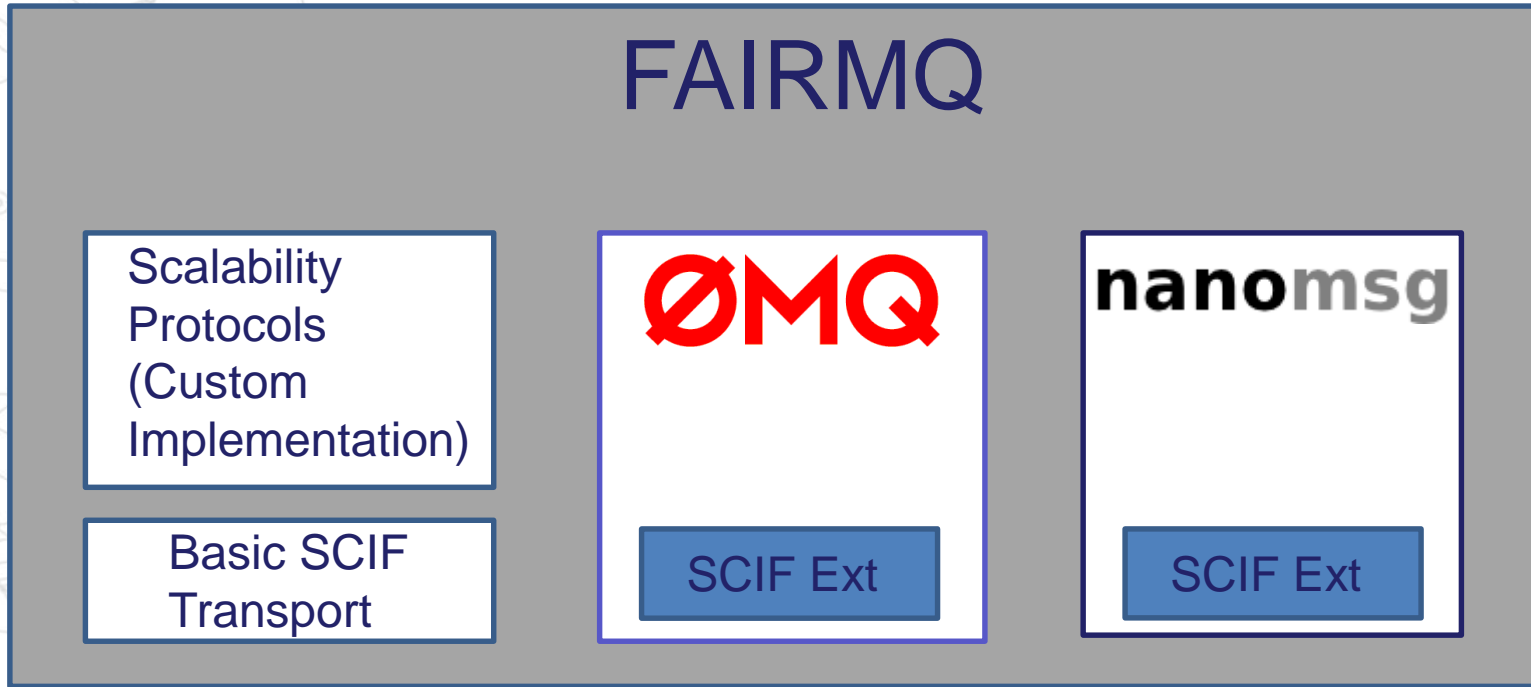 FAIRMQ
Scalability
Protocols
(Custom
Implementation)
Basic SCIF
Transport
ØMQ
SCIF Ext
nanomsg
SCIF Ext